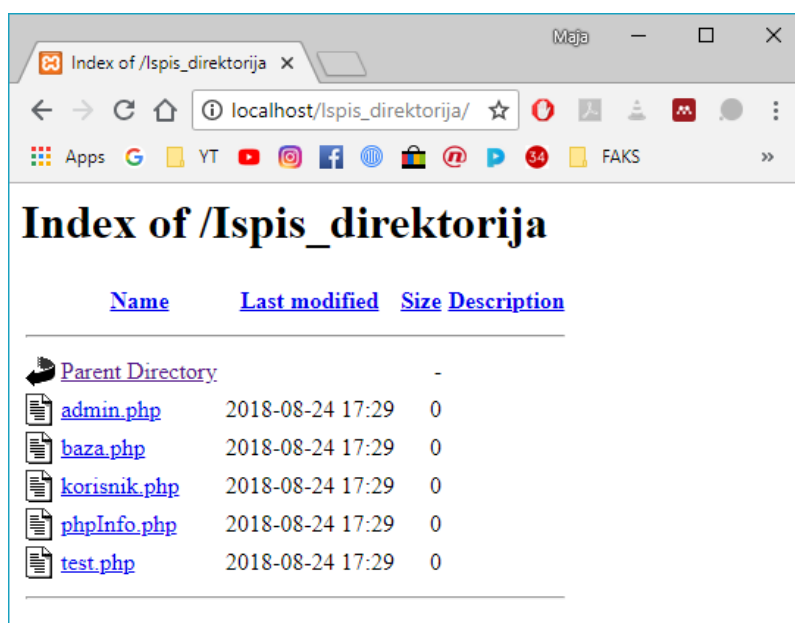 Maja
Index of /Ispis_direktorija
localhost/Ispis_direktorija/
Apps G YT f n 34 FAKS »
Index of /Ispis_direktorija
Name Last modified Size Description
Parent Directory -
admin.php 2018-08-24 17:29 0
baza.php 2018-08-24 17:29 0
korisnik.php 2018-08-24 17:29 0
phpInfo.php 2018-08-24 17:29 0
test.php 2018-08-24 17:29 0